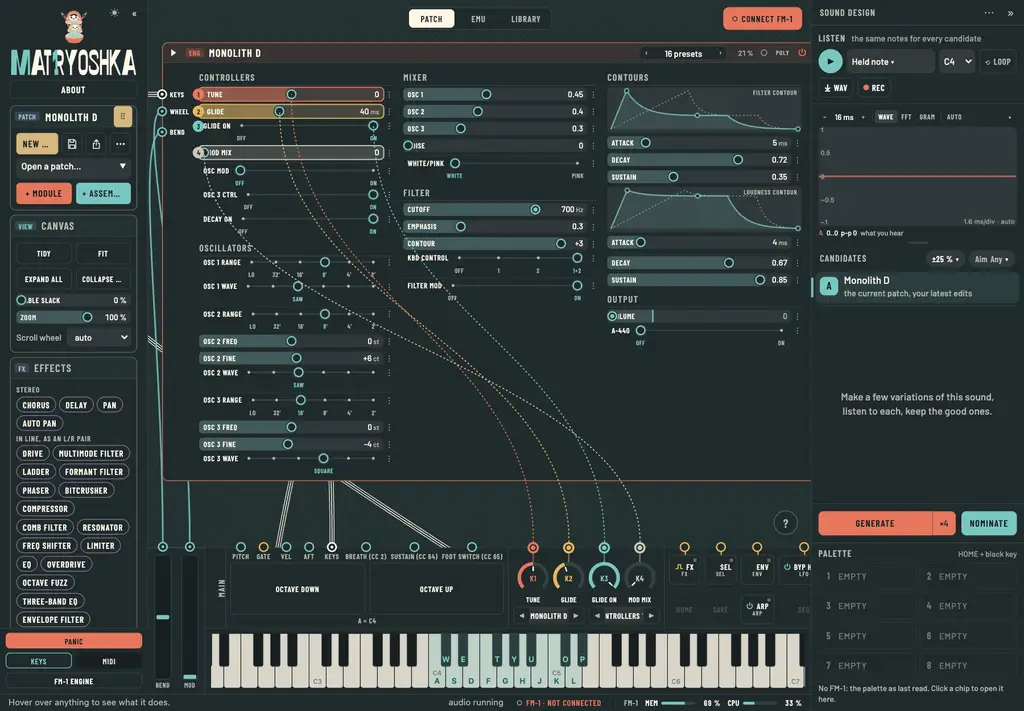 MATRYOSHKA
ABOUT
PATCH MONOLITH D
NEW ...
Open a patch...
+ MODULE
+ ASSEM...
VIEW CANVAS
TIDY
FIT
EXPAND ALL
COLLAPSE ...
BLE SLACK 0 %
ZOOM 100 %
Scroll wheel auto
FX EFFECTS
STEREO
CHORUS
DELAY
PAN
AUTO PAN
IN LINE, AS AN L/R PAIR
DRIVE
MULTIMODE FILTER
LADDER
FORMANT FILTER
PHASER
BITCRUSHER
COMPRESSOR
COMB FILTER
RESONATOR
FREQ SHIFTER
LIMITER
EQ
OVERDRIVE
OCTAVE FUZZ
THREE-BAND EQ
ENVELOPE FILTER
PANIC
KEYS
MIDI
FM-1 ENGINE
Hover over anything to see what it does.
PATCH
EMU
LIBRARY
CONNECT FM-1
ENG MONOLITH D
16 presets
21 %
POLY
KEYS
WHEEL
BEND
CONTROLLERS
1 TUNE 0
2 GLIDE 40 ms
3 GLIDE ON
OFF ON
4 MOD MIX 0
OSC MOD
OFF ON
OSC 3 CTRL
OFF ON
DECAY ON
OFF ON
OSCILLATORS
OSC 1 RANGE
LO 32' 16' 8' 4' 2'
OSC 1 WAVE
SAW
OSC 2 RANGE
LO 32' 16' 8' 4' 2'
OSC 2 FREQ 0 st
OSC 2 FINE +6 ct
OSC 2 WAVE
SAW
OSC 3 RANGE
LO 32' 16' 8' 4' 2'
OSC 3 FREQ 0 st
OSC 3 FINE -4 ct
OSC 3 WAVE
SQUARE
MIXER
OSC 1 0.45
OSC 2 0.4
OSC 3 0.3
OISE 0
WHITE/PINK
WHITE PINK
FILTER
CUTOFF 700 Hz
EMPHASIS 0.3
CONTOUR +3
KBD CONTROL
OFF 1 2 1+2
FILTER MOD
OFF ON
CONTOURS
FILTER CONTOUR
ATTACK 5 ms
DECAY 0.72
SUSTAIN 0.35
LOUDNESS CONTOUR
ATTACK 4 ms
DECAY 0.67
SUSTAIN 0.85
OUTPUT
LUME 0
A-440
OFF ON
?
MAIN
PITCH
GATE
VEL
AFT
KEYS
BREATH (CC 2)
SUSTAIN (CC 64)
FOOT SWITCH (CC 65)
OCTAVE DOWN
OCTAVE UP
A = C4
K1
K2
K3
K4
TUNE
GLIDE
GLIDE ON
MOD MIX
MONOLITH D
NTROLLERS
FX
FX
SEL
SEL
ENV
ENV
BYP
LFO
HOME
SAVE
ARP
ARP
W E T Y U O P
C3
C4
C5
C6
C7
A S D F G H J K L
BEND
MOD
audio running
FM-1 · NOT CONNECTED
FM-1 MEM 69 % CPU 33 %
SOUND DESIGN
LISTEN the same notes for every candidate
Held note
C4
LOOP
WAV
REC
16 ms
WAVE
FFT
GRAM
AUTO
1
0.5
0
-0.5
-1
1.6 ms/div · auto
A 0..0 p-p 0 what you hear
CANDIDATES
±25 %
Aim Any
A Monolith D
the current patch, your latest edits
Make a few variations of this sound,
listen to each, keep the good ones.
GENERATE
×4
NOMINATE
PALETTE HOME + black key
1 EMPTY
2 EMPTY
3 EMPTY
4 EMPTY
5 EMPTY
6 EMPTY
7 EMPTY
8 EMPTY
No FM-1: the palette as last read. Click a chip to open it
here.